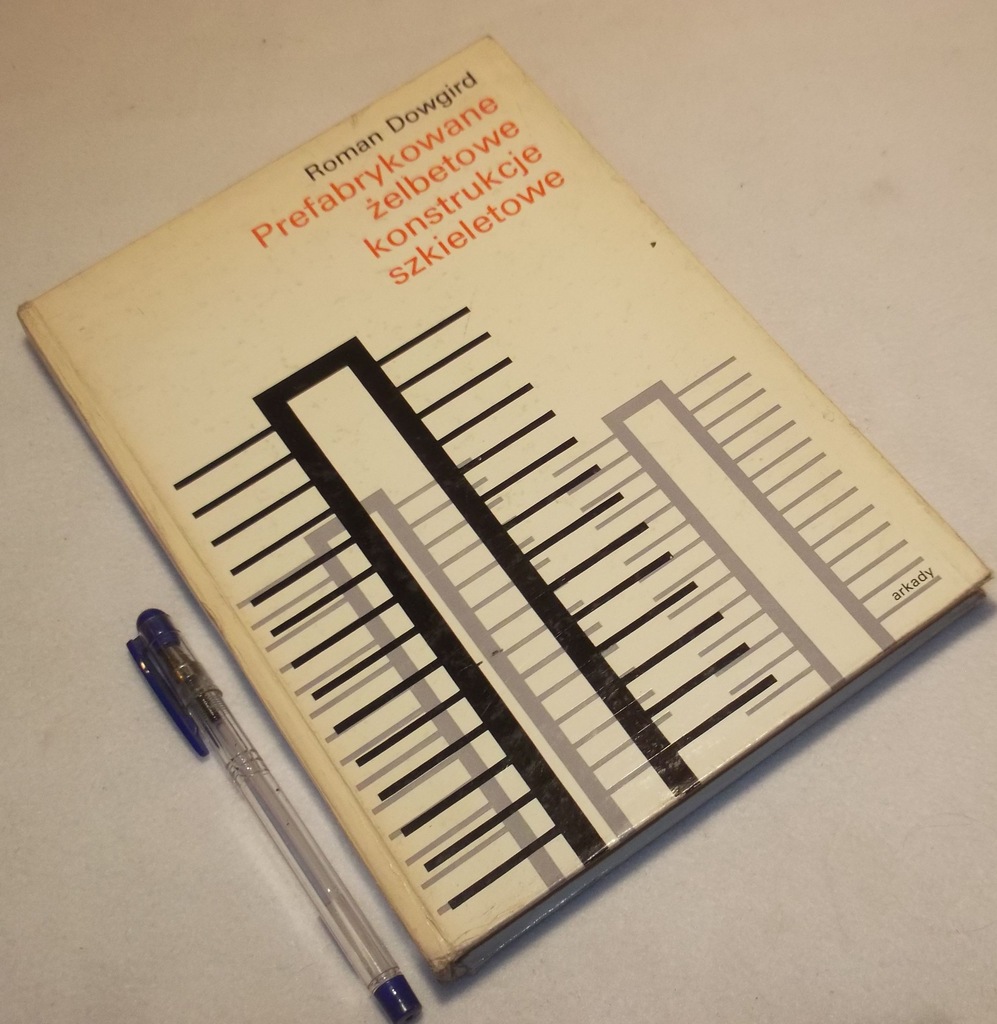 Roman Dowgird
Prefabrykowane
żelbetowe
konstrukcje
szkieletowe
arkady